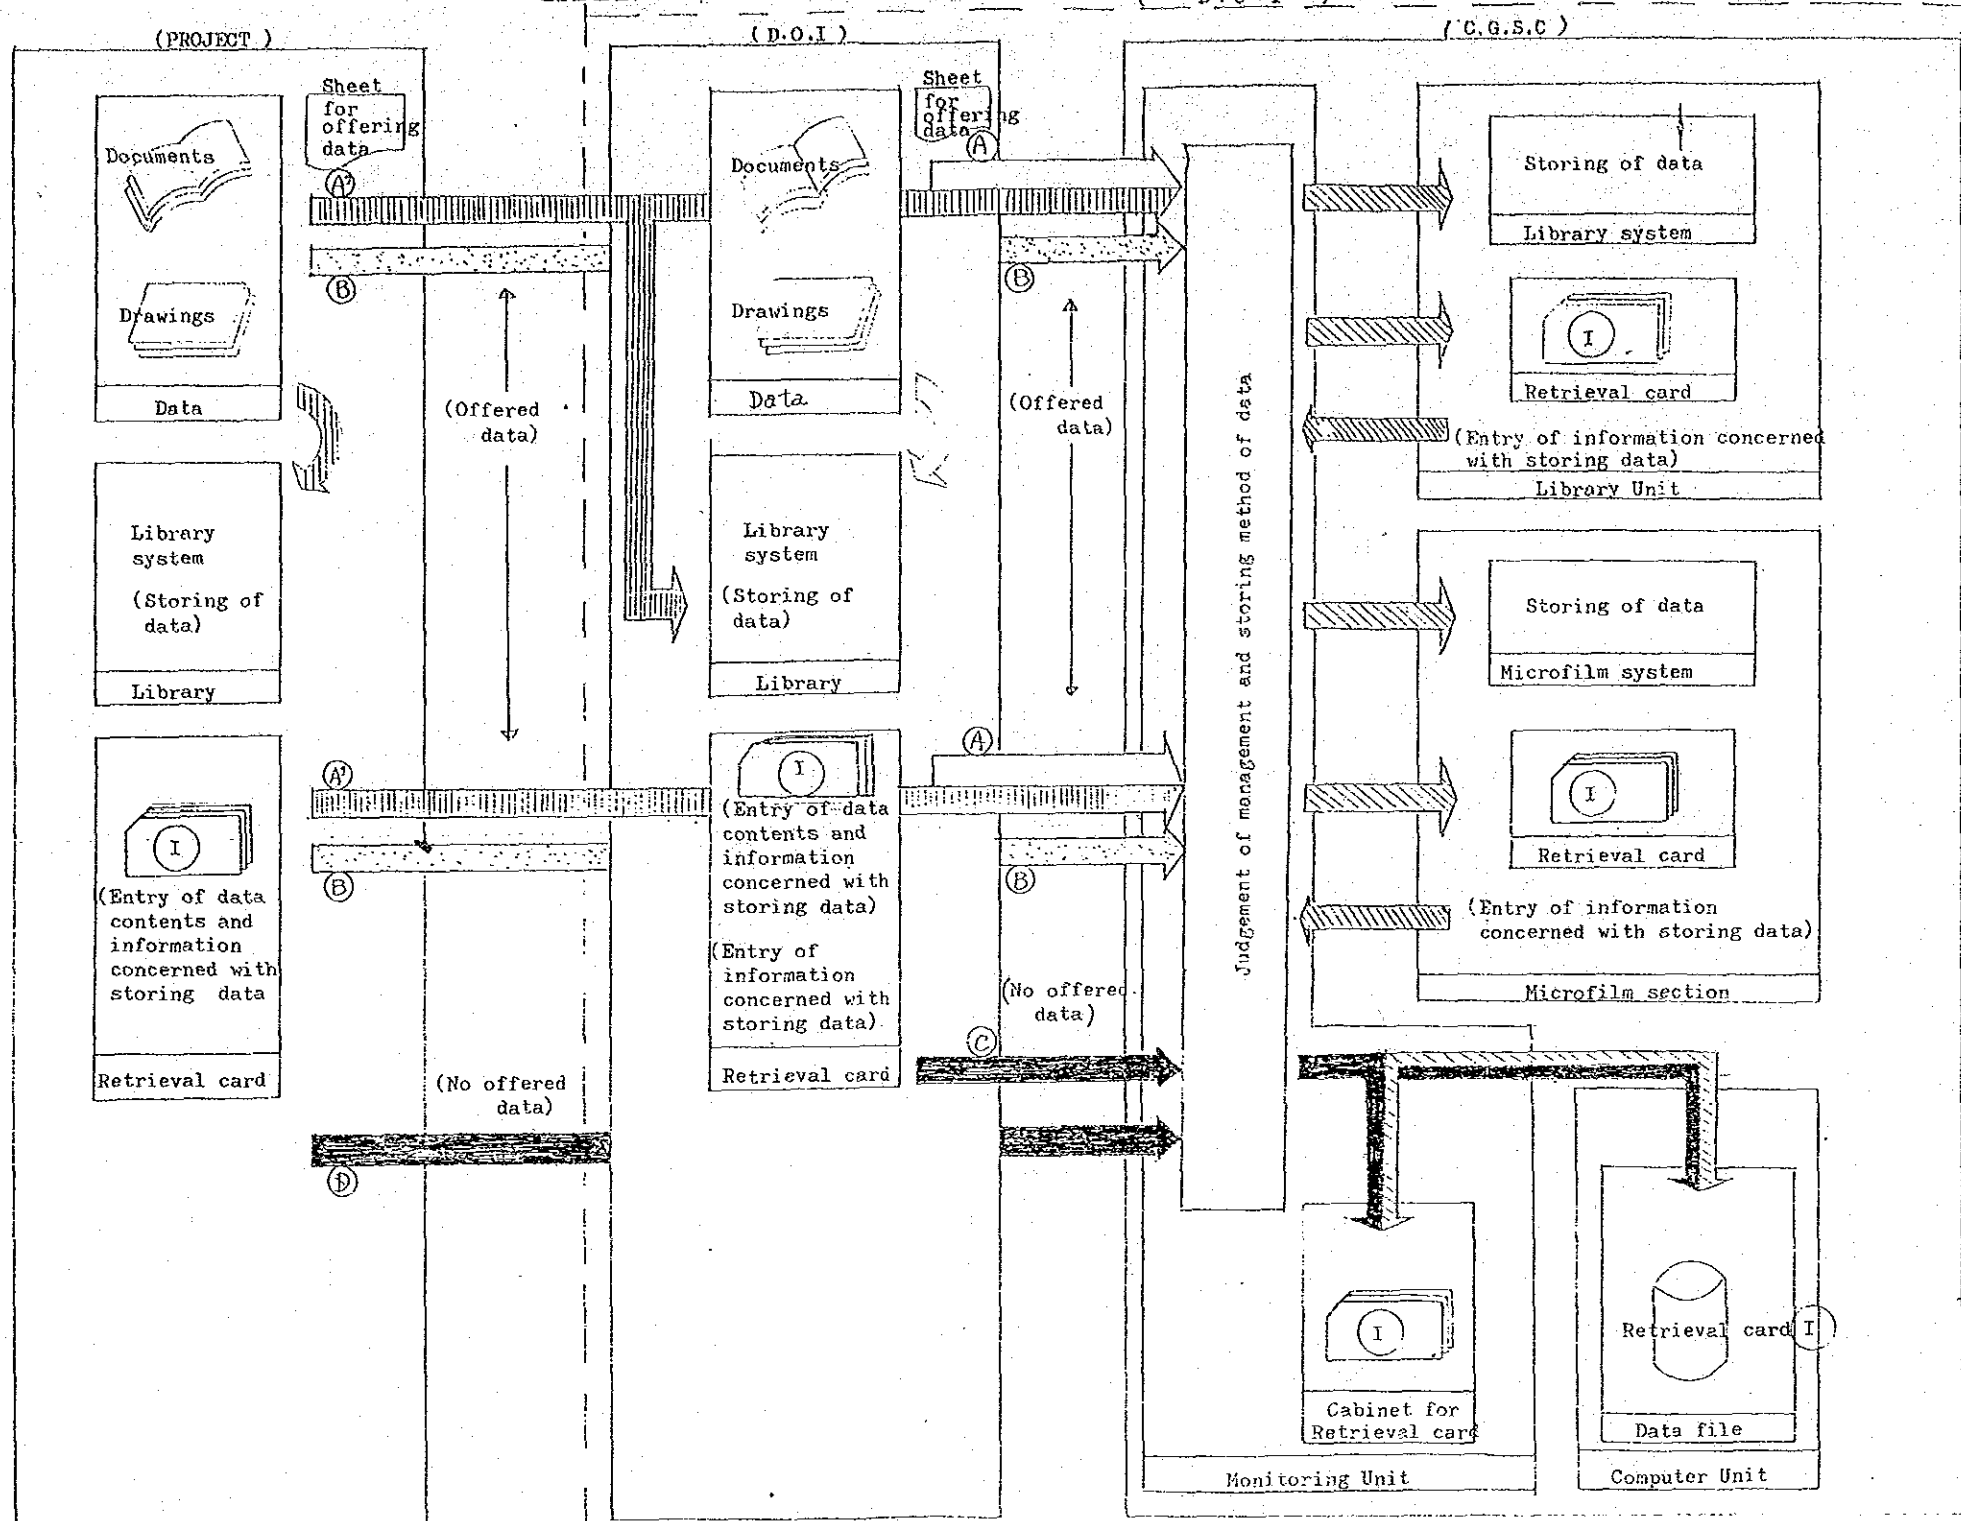 (PROJECT)
(D.O.I)
(C.G.S.C)
Sheet
for
offering
data
Documents
Drawings
Data
A'
B
(Offered
data)
Library
system
(Storing of
data)
Library
A'
I
B
(Entry of data
contents and
information
concerned with
storing data
Retrieval card
(No offered
data)
D
Sheet
for
offering
data
Documents
Drawings
Data
A
B
(Offered
data)
Library
system
(Storing of
data)
Library
A
I
B
(Entry of data
contents and
information
concerned with
storing data)
(Entry of
information
concerned with
storing data)
Retrieval card
(No offered
data)
C
Judgement of management and storing method of data
Storing of data
Library system
I
Retrieval card
(Entry of information concerned
with storing data)
Library Unit
Storing of data
Microfilm system
I
Retrieval card
(Entry of information
concerned with storing data)
Microfilm section
I
Cabinet for
Retrieval card
Monitoring Unit
Retrieval card I
Data file
Computer Unit